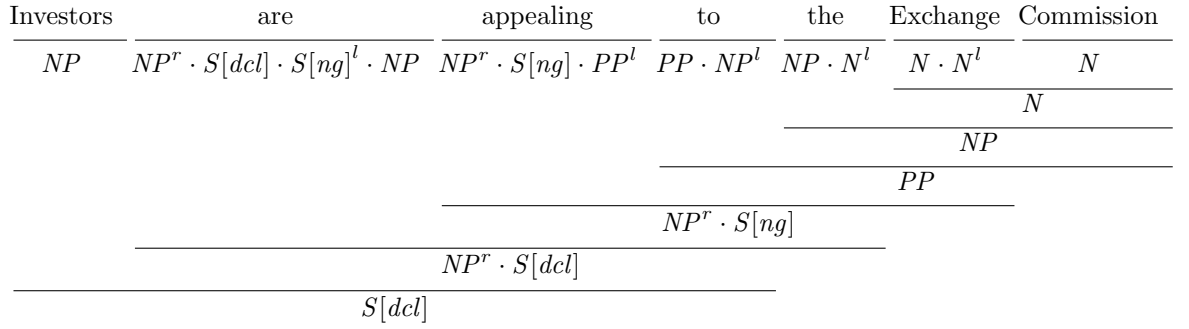 Investors are appealing to the Exchange Commission
NP NP^r · S[dcl] · S[ng]^l · NP NP^r · S[ng] · PP^l PP · NP^l NP · N^l N · N^l N
N
NP
PP
NP^r · S[ng]
NP^r · S[dcl]
S[dcl]